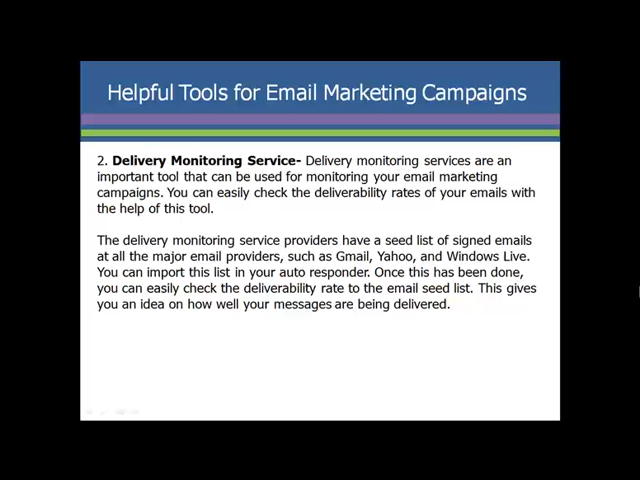 Helpful Tools for Email Marketing Campaigns
2. Delivery Monitoring Service- Delivery monitoring services are an
important tool that can be used for monitoring your email marketing
campaigns. You can easily check the deliverability rates of your emails with
the help of this tool.
The delivery monitoring service providers have a seed list of signed emails
at all the major email providers, such as Gmail, Yahoo, and Windows Live.
You can import this list in your auto responder. Once this has been done,
you can easily check the deliverability rate to the email seed list. This gives
you an idea on how well your messages are being delivered.